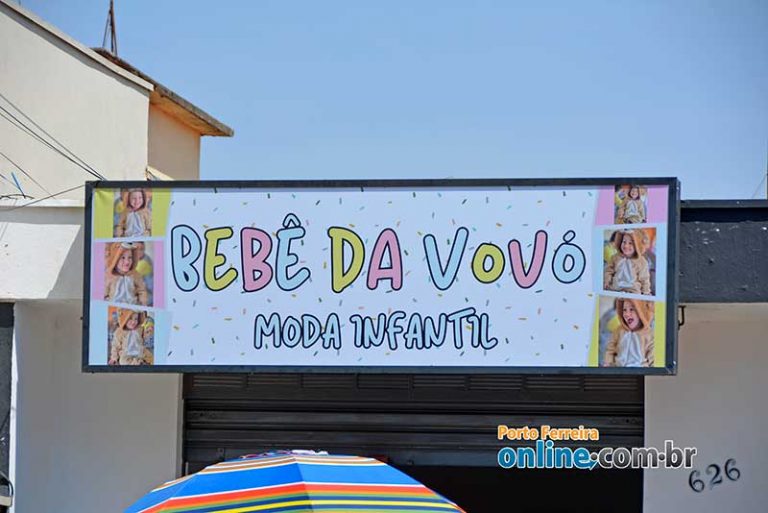 BEBÊ DA VOVÓ
MODA INFANTIL
Porto Ferreira
online.com.br
626